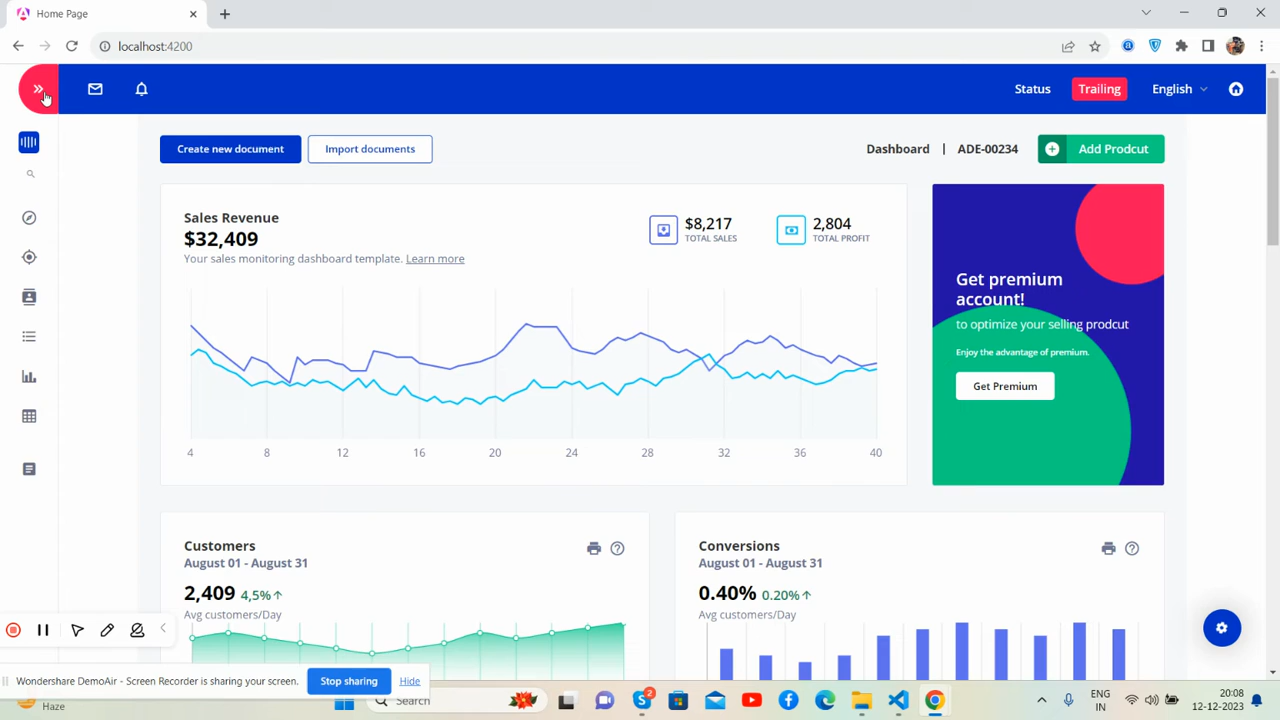 Home Page
localhost:4200
Status
Trailing
English
Create new document
Import documents
Dashboard | ADE-00234
Add Prodcut
Sales Revenue
$32,409
Your sales monitoring dashboard template. Learn more
$8,217
TOTAL SALES
2,804
TOTAL PROFIT
4 8 12 16 20 24 28 32 36 40
Get premium
account!
to optimize your selling prodcut
Enjoy the advantage of premium.
Get Premium
Customers
August 01 - August 31
2,409 4,5%
Avg customers/Day
Conversions
August 01 - August 31
0.40% 0.20%
Avg customers/Day
Wondershare DemoAir - Screen Recorder is sharing your screen.
Stop sharing
Hide
Haze
Search
2
ENG
IN
20:08
12-12-2023